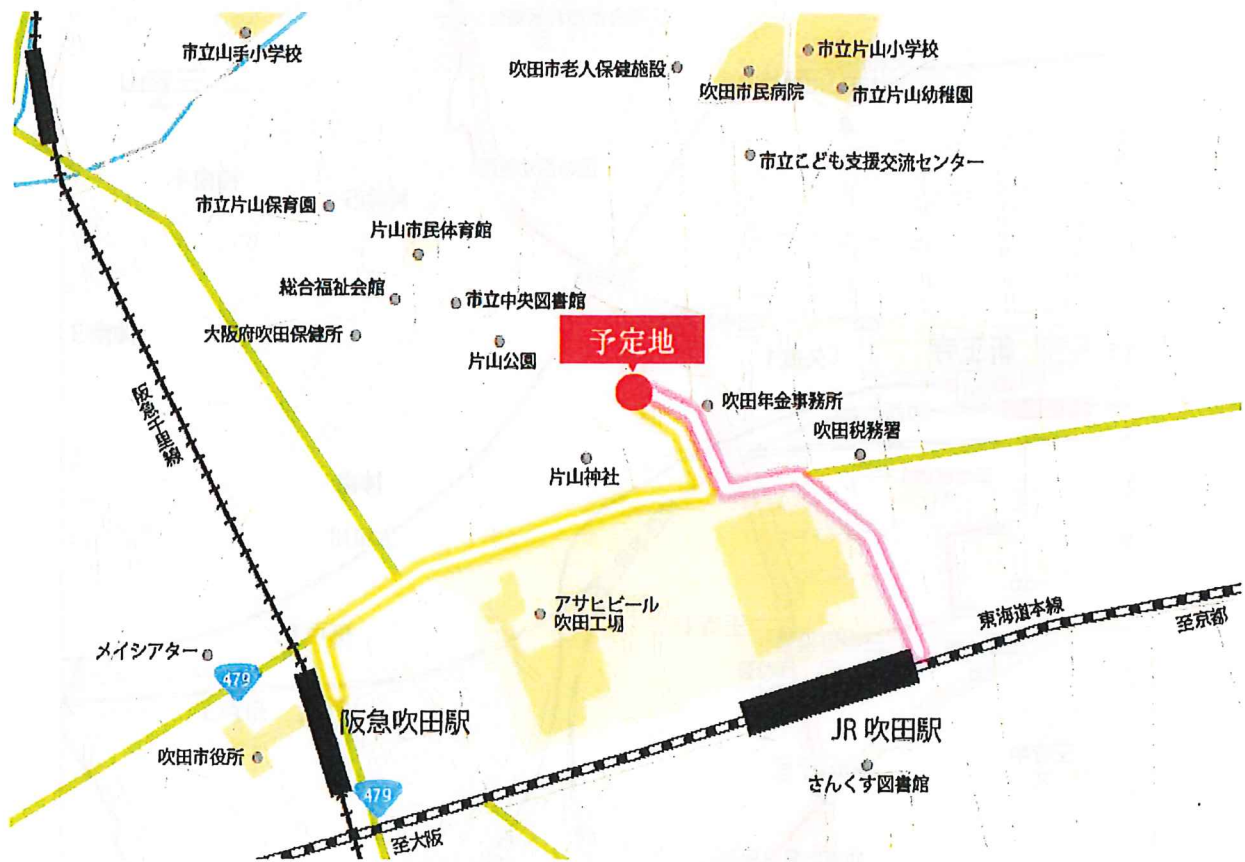 市立山手小学校
吹田市老人保健施設
市立片山小学校
吹田市民病院
市立片山幼稚園
市立こども支援交流センター
市立片山保育園
片山市民体育館
総合福祉会館
市立中央図書館
大阪府吹田保健所
片山公園
予定地
阪急千里線
吹田年金事務所
吹田税務署
片山神社
アサヒビール
吹田工場
東海道本線
至京都
メイシアター
479
阪急吹田駅
JR 吹田駅
吹田市役所
さんくす図書館
479
至大阪